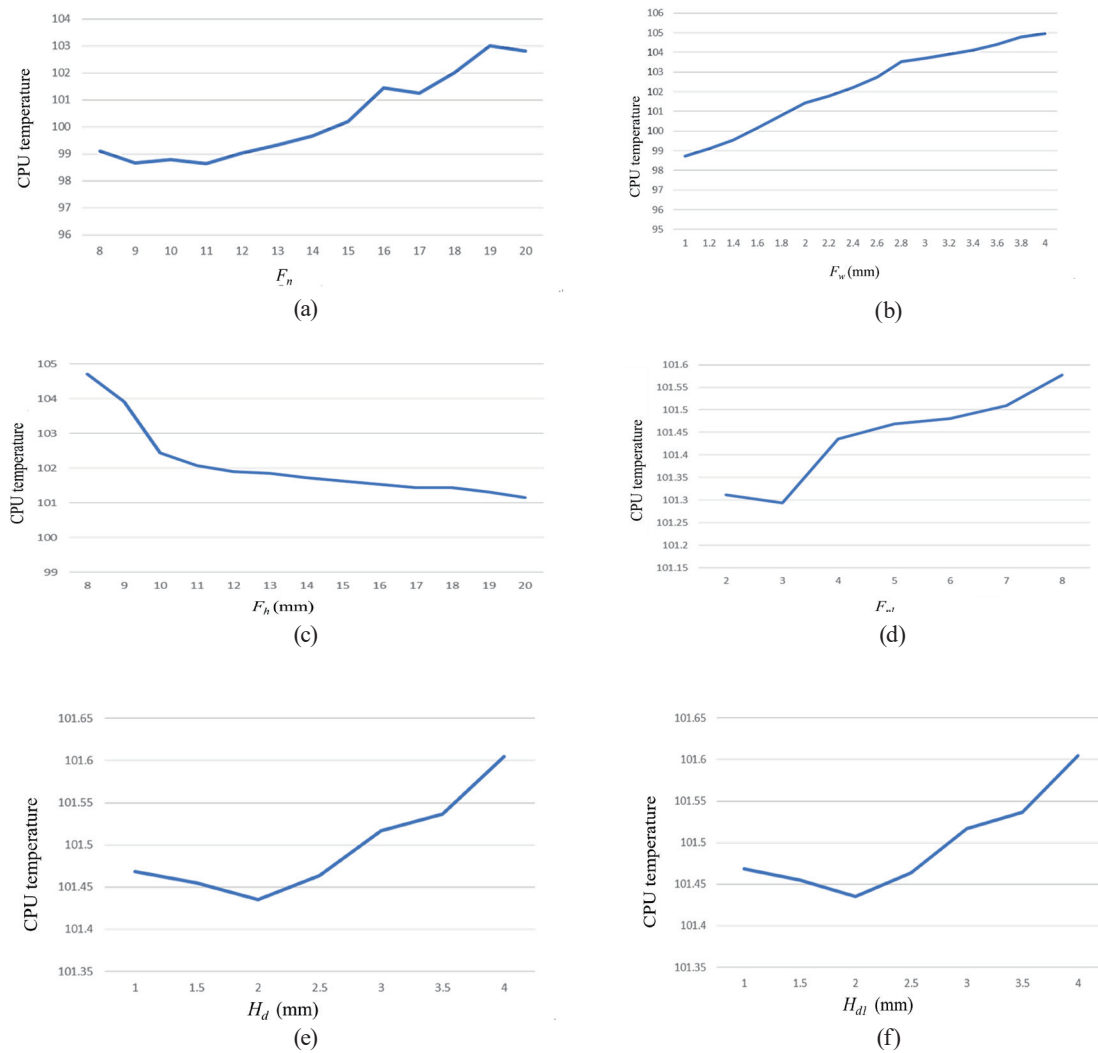 104
103
102
101
100
99
98
97
96
CPU temperature
8 9 10 11 12 13 14 15 16 17 18 19 20
F_n
(a)
106
105
104
103
102
101
100
99
98
97
96
95
CPU temperature
1 1.2 1.4 1.6 1.8 2 2.2 2.4 2.6 2.8 3 3.2 3.4 3.6 3.8 4
F_w (mm)
(b)
105
104
103
102
101
100
99
CPU temperature
8 9 10 11 12 13 14 15 16 17 18 19 20
F_h (mm)
(c)
101.6
101.55
101.5
101.45
101.4
101.35
101.3
101.25
101.2
101.15
CPU temperature
2 3 4 5 6 7 8
(d)
101.65
101.6
101.55
101.5
101.45
101.4
101.35
CPU temperature
1 1.5 2 2.5 3 3.5 4
H_d (mm)
(e)
101.65
101.6
101.55
101.5
101.45
101.4
101.35
CPU temperature
1 1.5 2 2.5 3 3.5 4
H_dl (mm)
(f)